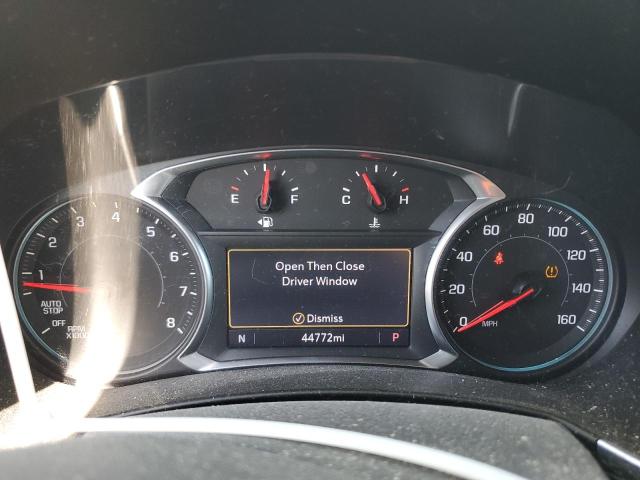 E F
C H
1 2 3 4 5 6 7 8
AUTO
STOP
OFF
RPM
X1000
Open Then Close
Driver Window
Dismiss
N 44772mi P
0 20 40 60 80 100 120 140 160
MPH